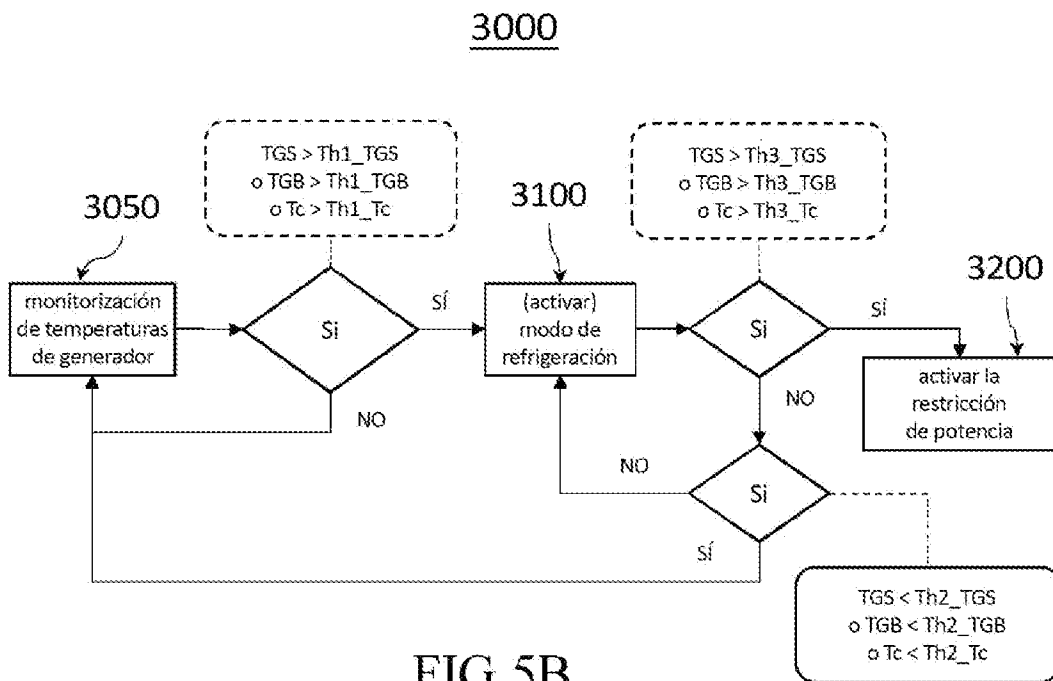 3000
TGS > Th1_TGS
o TGB > Th1_TGB
o Tc > Th1_Tc
TGS > Th3_TGS
o TGB > Th3_TGB
o Tc > Th3_Tc
3050
3100
3200
monitorización
de temperaturas
de generador
Si
SÍ
NO
(activar)
modo de
refrigeración
Si
SÍ
NO
activar la
restricción
de potencia
Si
NO
SÍ
TGS < Th2_TGS
o TGB < Th2_TGB
o Tc < Th2_Tc
FIG 5B